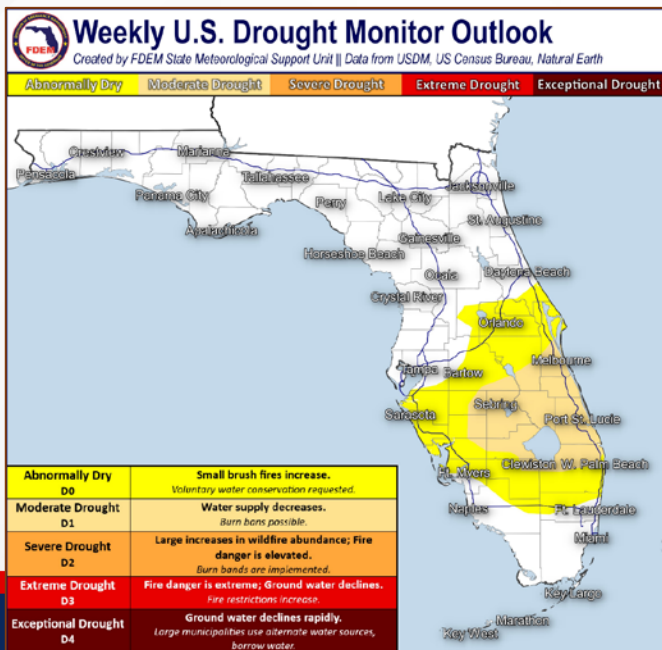 Weekly U.S. Drought Monitor Outlook
Created by FDEM State Meteorological Support Unit || Data from USDM, US Census Bureau, Natural Earth
FDEM
Abnormally Dry Moderate Drought Severe Drought Extreme Drought Exceptional Drought
Crestview
Marianna
Pensacola
Tallahassee
Jacksonville
Panama City
Perry
Lake City
Apalachicola
St. Augustine
Gainesville
Horseshoe Beach
Ocala
Daytona Beach
Crystal River
Orlando
Melbourne
Tampa
Bartow
Sebring
Sarasota
Port St. Lucie
Ft. Myers
Clewiston
W. Palm Beach
Naples
Ft. Lauderdale
Miami
Key Largo
Marathon
Key West
Abnormally Dry
D0
Small brush fires increase.
Voluntary water conservation requested.
Moderate Drought
D1
Water supply decreases.
Burn bans possible.
Severe Drought
D2
Large increases in wildfire abundance; Fire
danger is elevated.
Burn bands are implemented.
Extreme Drought
D3
Fire danger is extreme; Ground water declines.
Fire restrictions increase.
Exceptional Drought
D4
Ground water declines rapidly.
Large municipalities use alternate water sources,
borrow water.